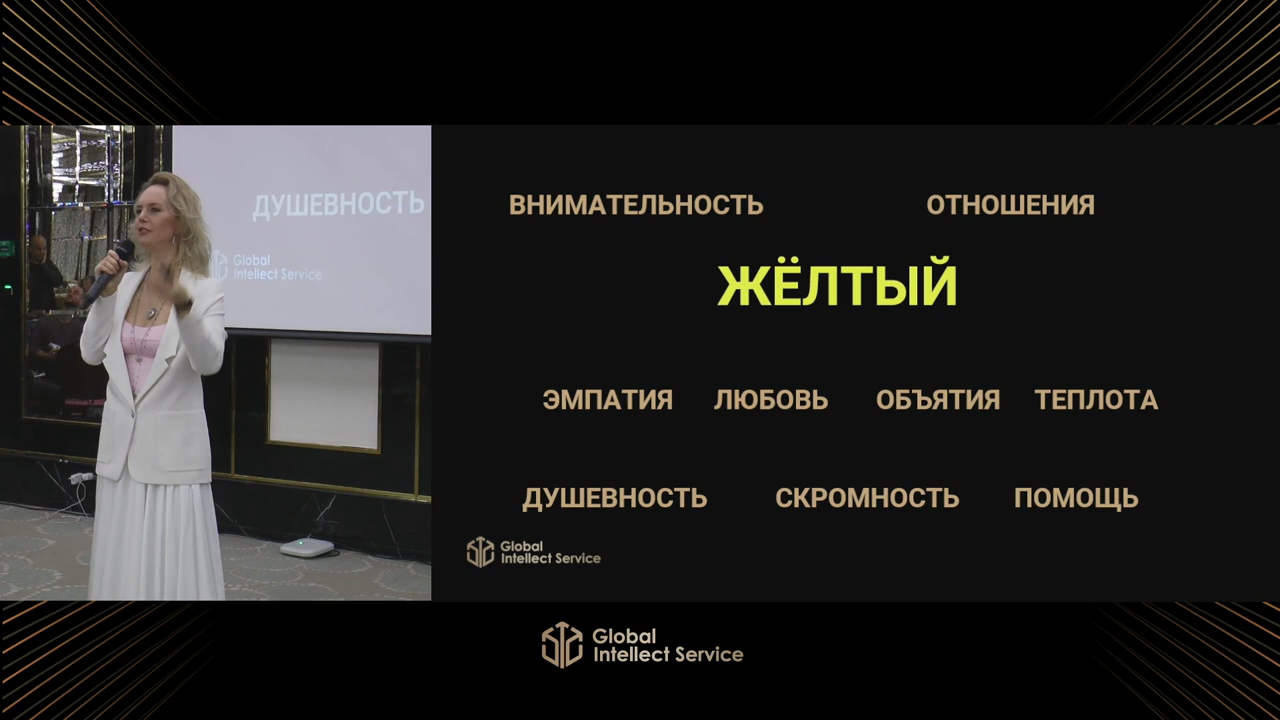 ДУШЕВНОСТЬ
Global
Intellect Service
ВНИМАТЕЛЬНОСТЬ ОТНОШЕНИЯ
ЖЁЛТЫЙ
ЭМПАТИЯ ЛЮБОВЬ ОБЪЯТИЯ ТЕПЛОТА
ДУШЕВНОСТЬ СКРОМНОСТЬ ПОМОЩЬ
Global
Intellect Service
Global
Intellect Service